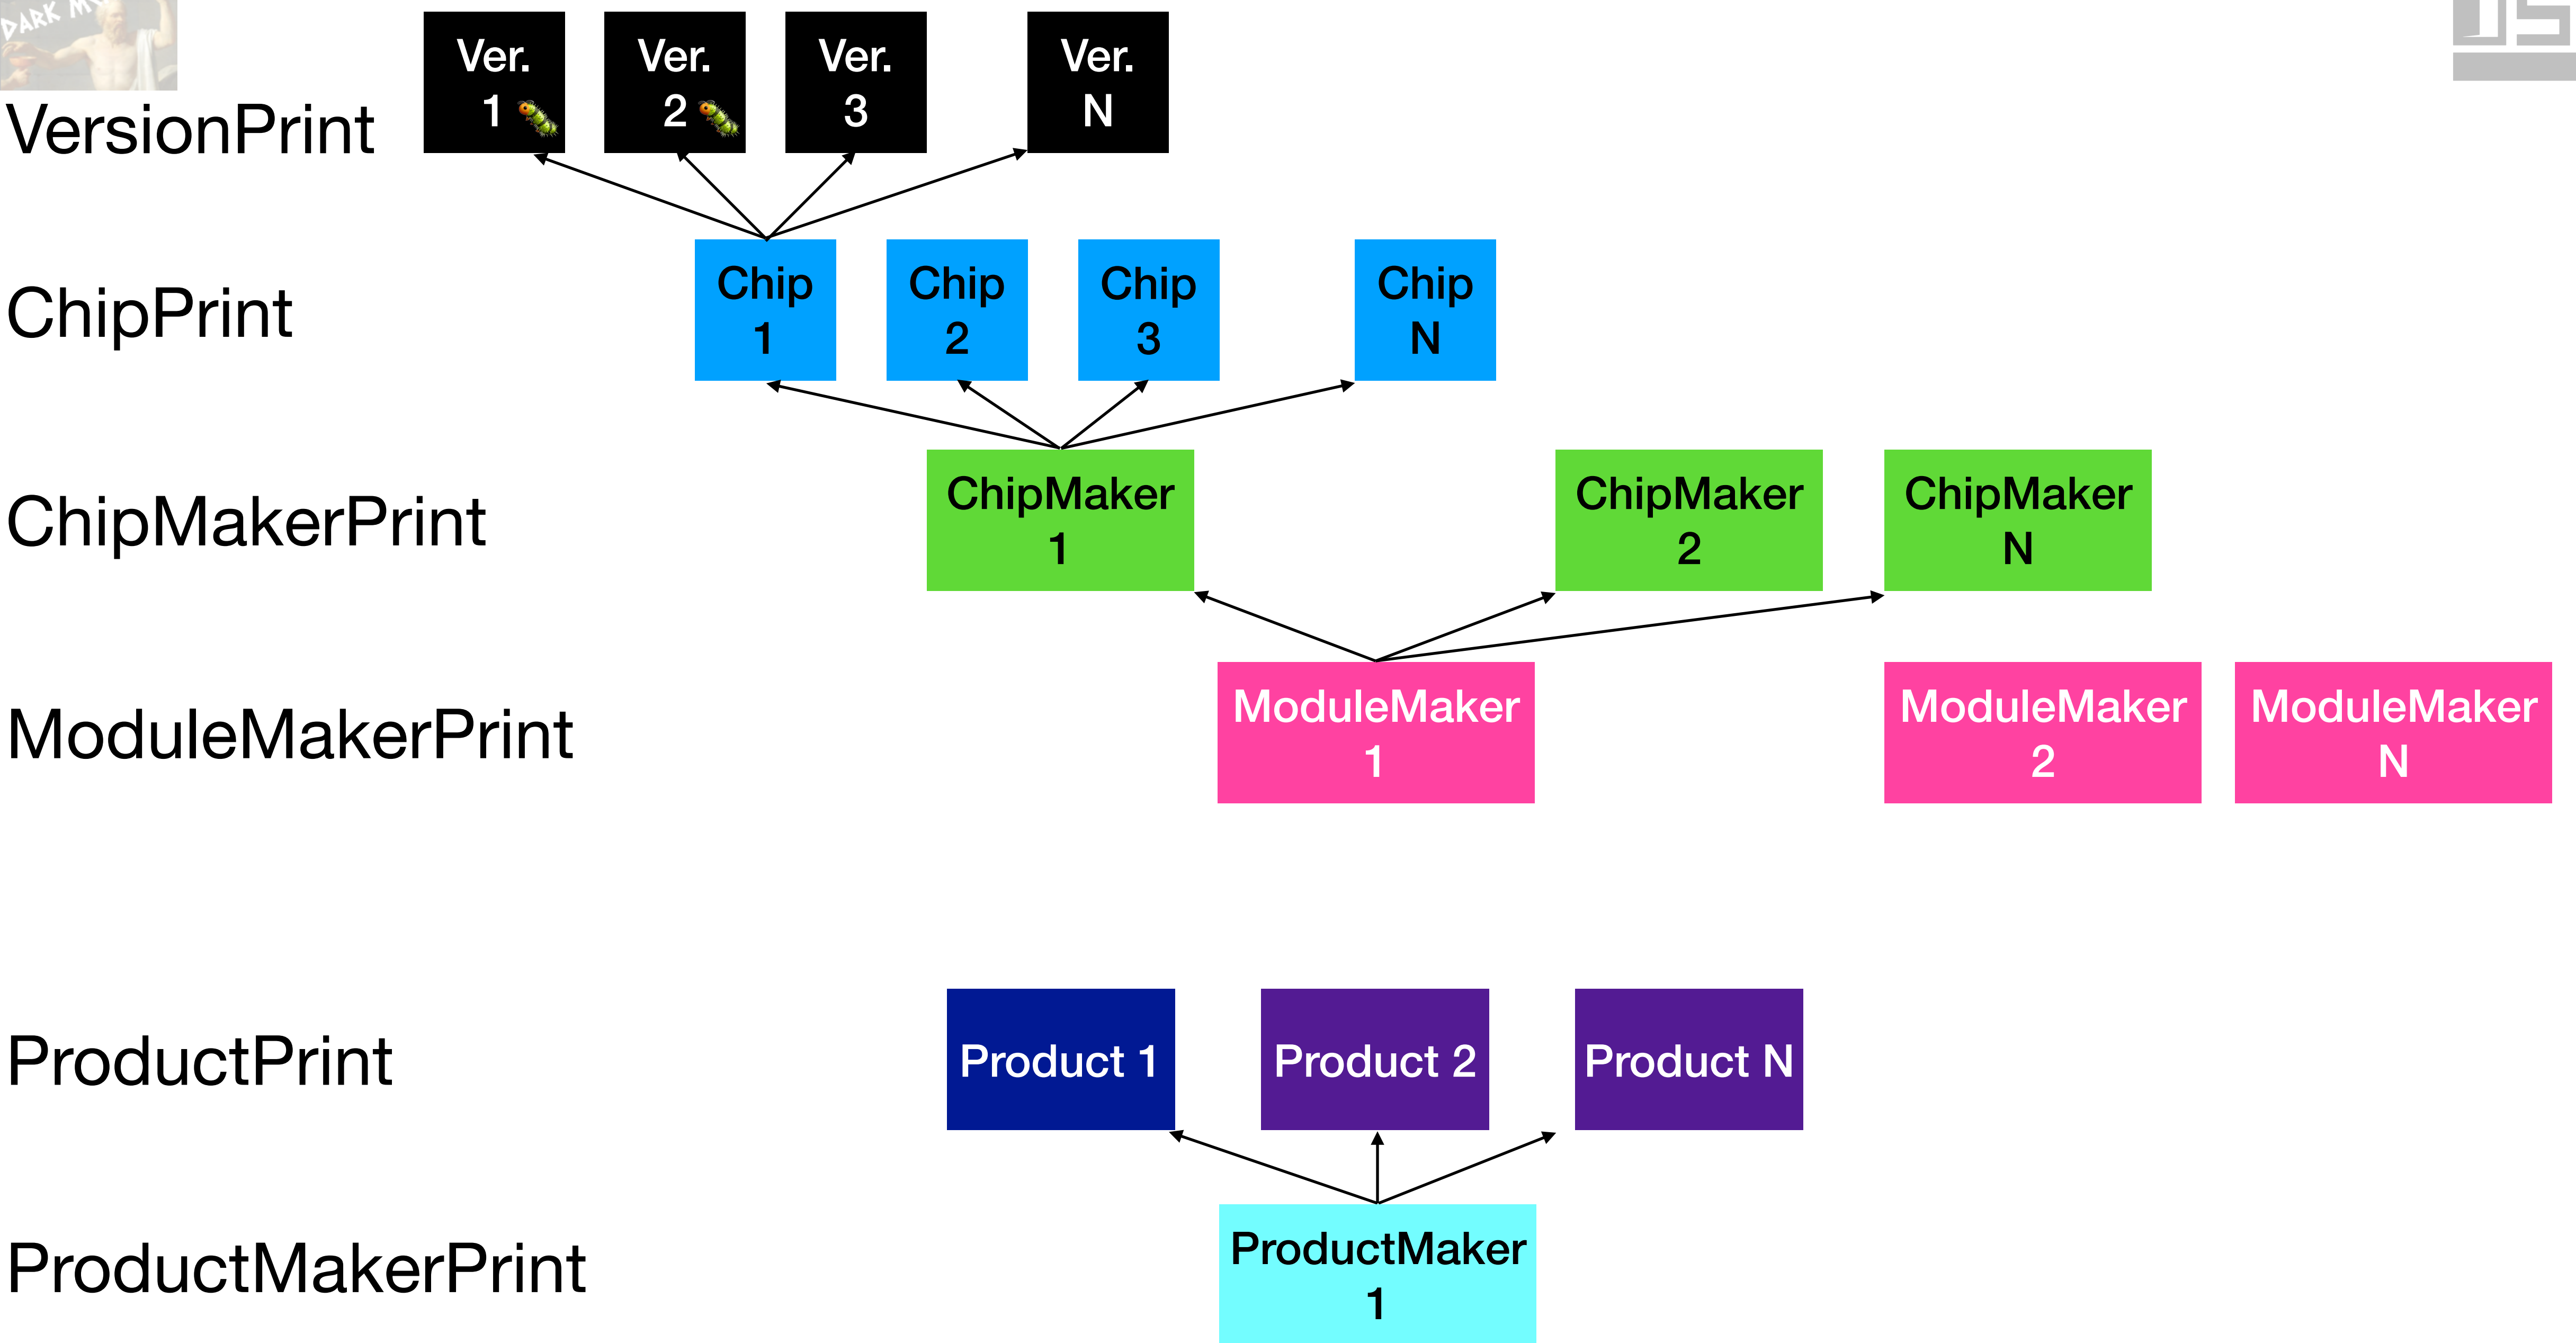 DARK
VersionPrint
Ver.
1
Ver.
2
Ver.
3
Ver.
N
ChipPrint
Chip
1
Chip
2
Chip
3
Chip
N
ChipMakerPrint
ChipMaker
1
ChipMaker
2
ChipMaker
N
ModuleMakerPrint
ModuleMaker
1
ModuleMaker
2
ModuleMaker
N
ProductPrint
Product 1
Product 2
Product N
ProductMakerPrint
ProductMaker
1